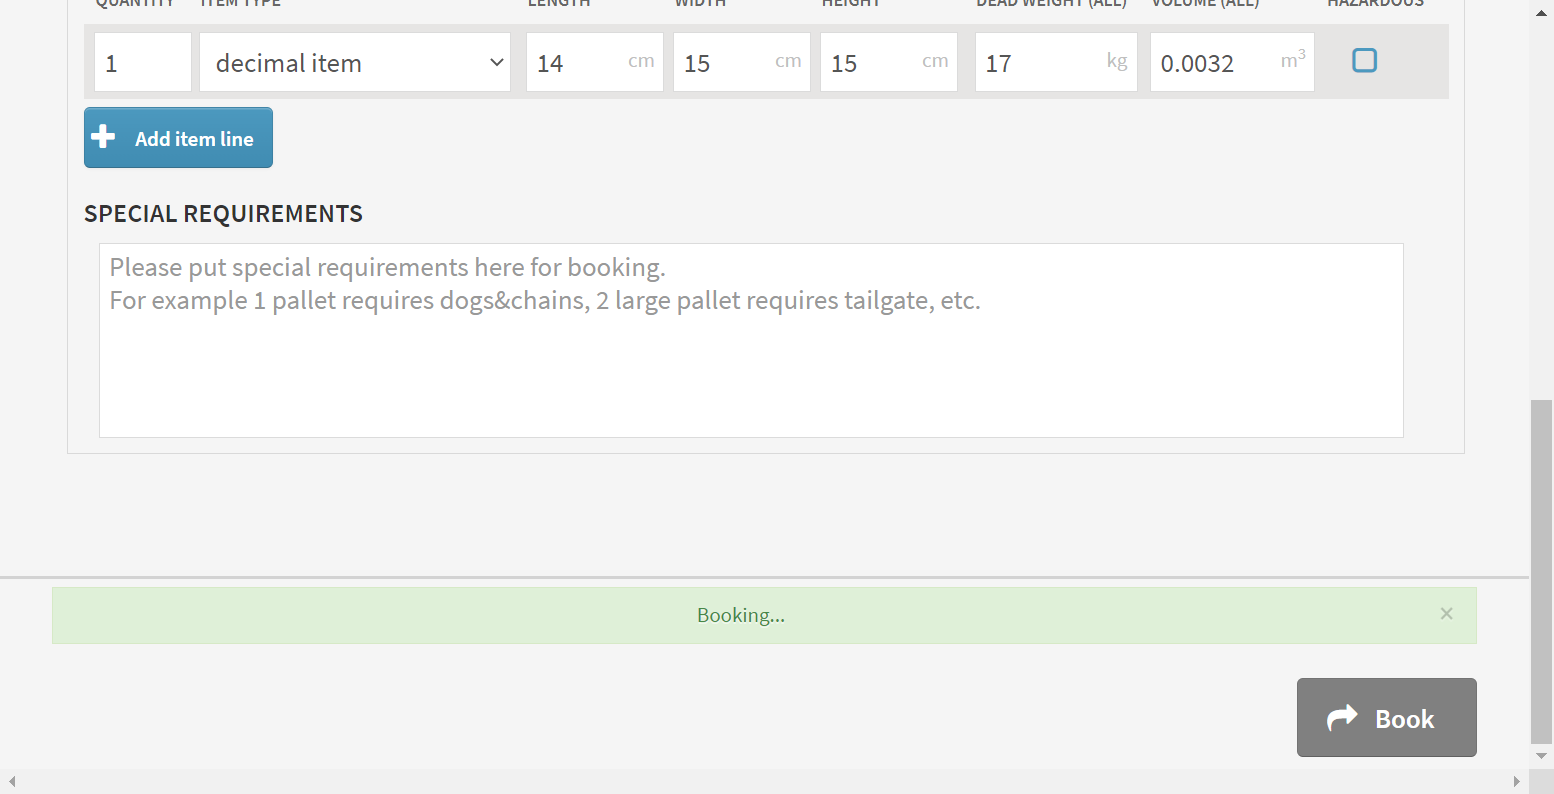 QUANTITY ITEM TYPE LENGTH WIDTH HEIGHT DEAD WEIGHT (ALL) VOLUME (ALL) HAZARDOUS
1 decimal item 14 cm 15 cm 15 cm 17 kg 0.0032 m³
Add item line
SPECIAL REQUIREMENTS
Please put special requirements here for booking.
For example 1 pallet requires dogs&chains, 2 large pallet requires tailgate, etc.
Booking...
×
Book